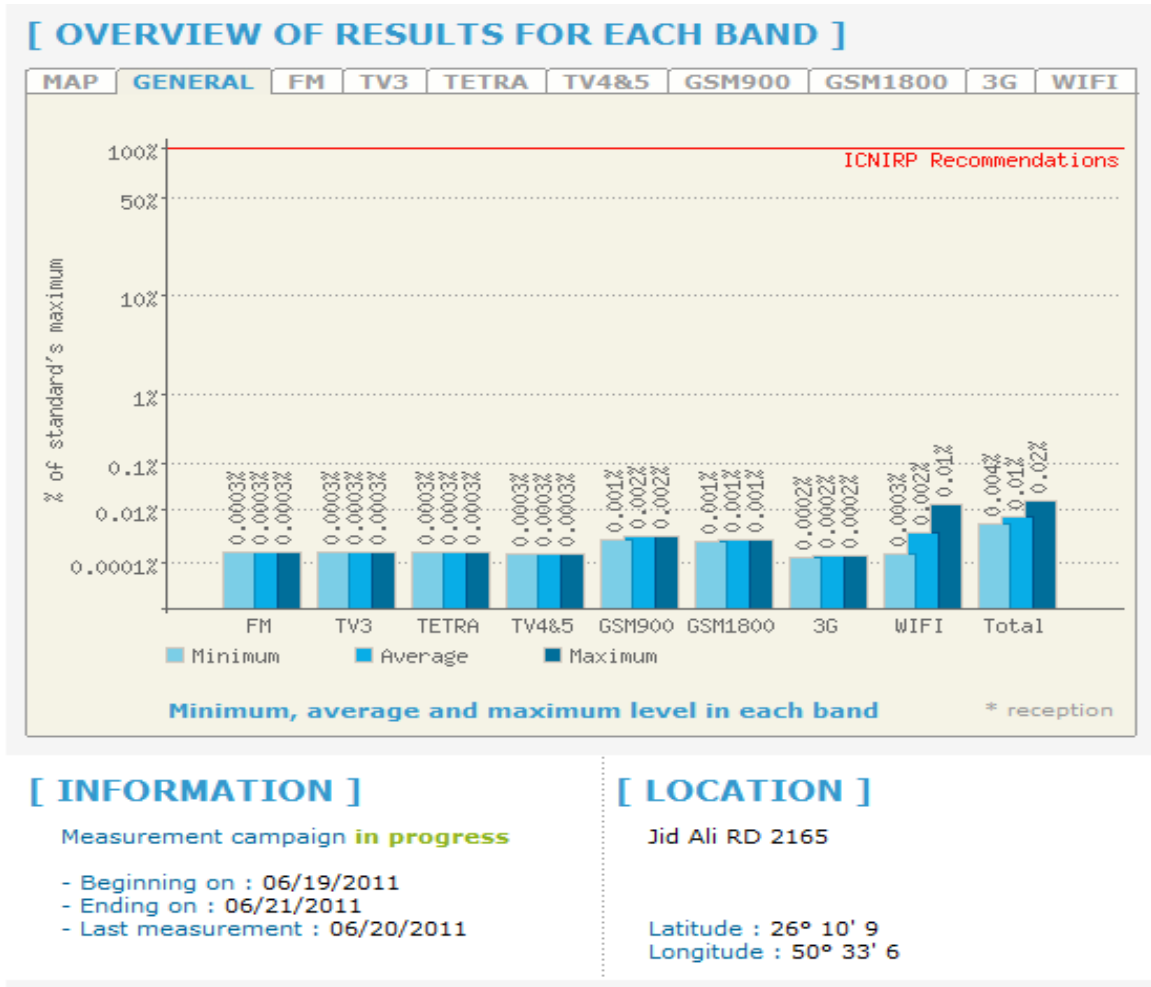 [ OVERVIEW OF RESULTS FOR EACH BAND ]
MAP GENERAL FM TV3 TETRA TV4&5 GSM900 GSM1800 3G WIFI
100%
ICNIRP Recommendations
50%
10%
1%
0.1%
0.01%
0.0001%
% of standard's maximum
0.0003% 0.0003% 0.0003% 0.0003% 0.0003% 0.0003% 0.0003% 0.0003% 0.0003% 0.0003% 0.0003% 0.0003% 0.001% 0.002% 0.002% 0.001% 0.001% 0.001% 0.0002% 0.0002% 0.0002% 0.0003% 0.002% 0.01% 0.004% 0.01% 0.02%
FM TV3 TETRA TV4&5 GSM900 GSM1800 3G WIFI Total
Minimum Average Maximum
Minimum, average and maximum level in each band * reception
[ INFORMATION ]
Measurement campaign in progress
- Beginning on : 06/19/2011
- Ending on : 06/21/2011
- Last measurement : 06/20/2011
[ LOCATION ]
Jid Ali RD 2165
Latitude : 26° 10' 9
Longitude : 50° 33' 6